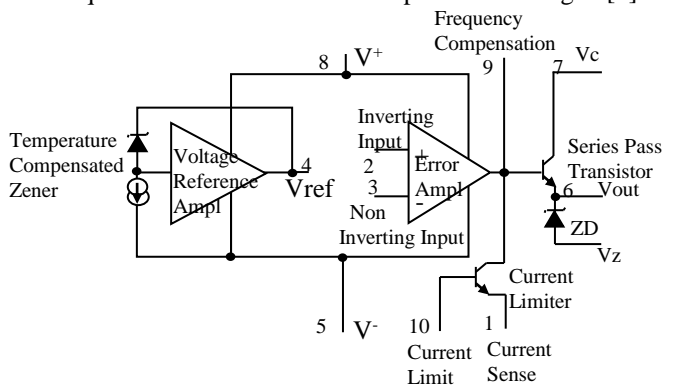 Frequency
Compensation
8
V+
9
7
Vc
Inverting
Input
2
+
Error
Ampl
-
3
Non
Inverting Input
Temperature
Compensated
Zener
Voltage
Reference
Ampl
4
Vref
Series Pass
Transistor
6
Vout
ZD
Vz
Current
Limiter
5
V-
10
1
Current
Limit
Current
Sense